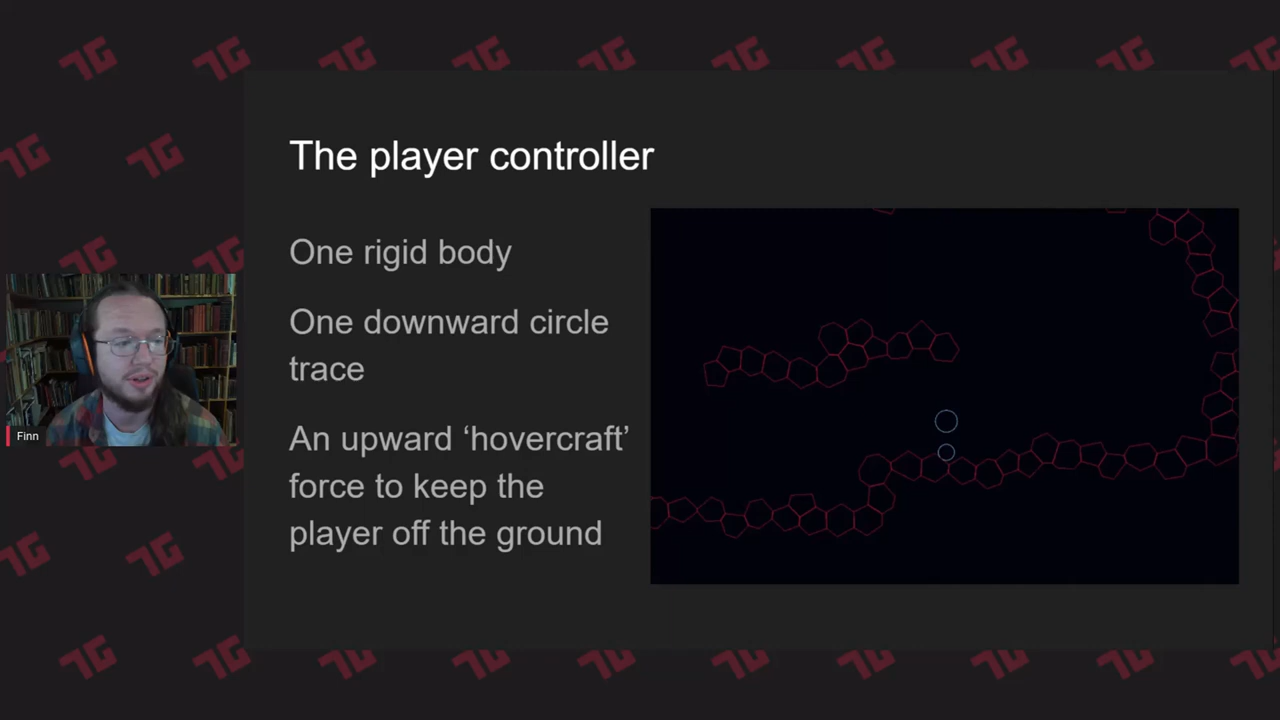 The player controller
One rigid body
One downward circle
trace
An upward ‘hovercraft’
force to keep the
player off the ground
Finn